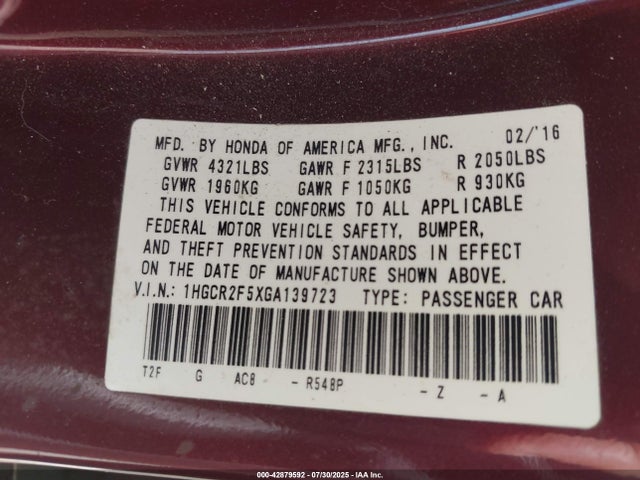 MFD. BY HONDA OF AMERICA MFG., INC. 02/'16
GVWR 4321LBS GAWR F 2315LBS R 2050LBS
GVWR 1960KG GAWR F 1050KG R 930KG
THIS VEHICLE CONFORMS TO ALL APPLICABLE
FEDERAL MOTOR VEHICLE SAFETY, BUMPER,
AND THEFT PREVENTION STANDARDS IN EFFECT
ON THE DATE OF MANUFACTURE SHOWN ABOVE.
V.I.N.: 1HGCR2F5XGA139723 TYPE: PASSENGER CAR
T2F G AC8 - R548P - Z - A
000-42879592 - 07/30/2025 - IAA Inc.